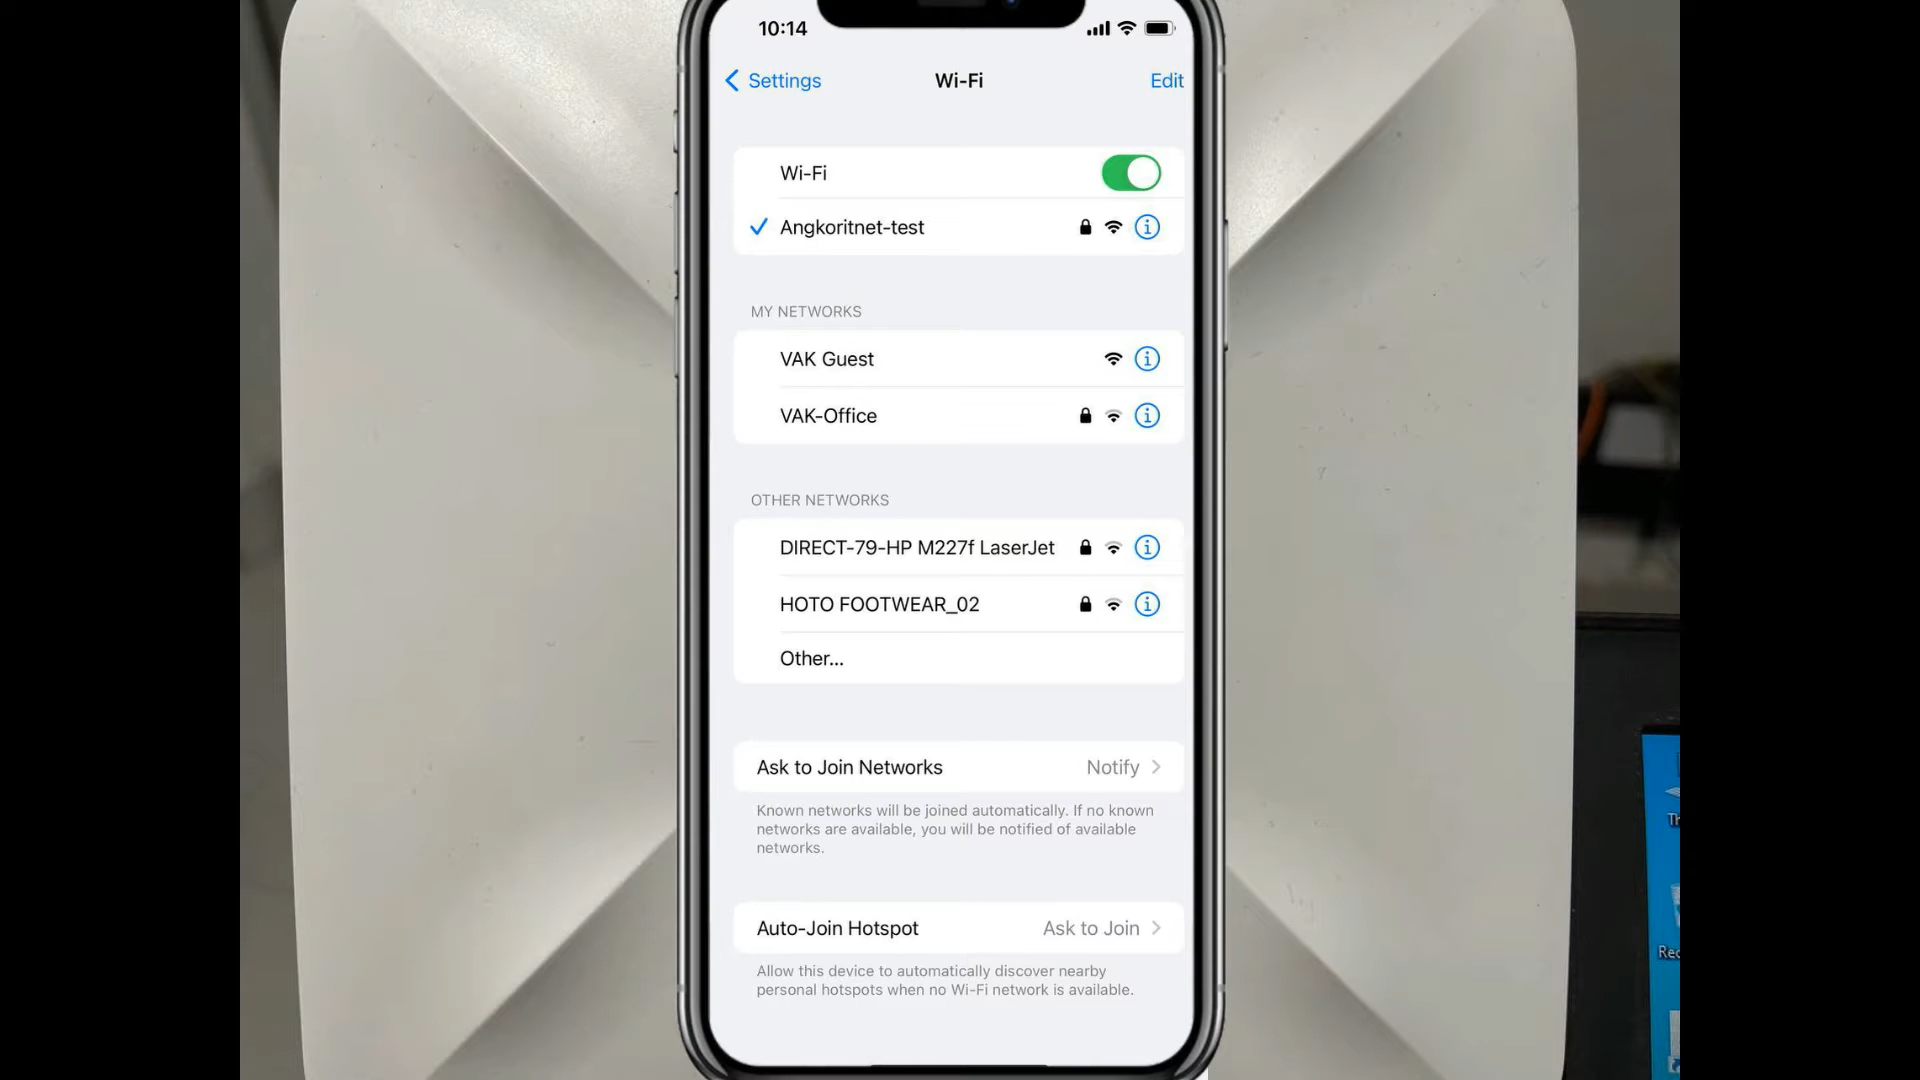 10:14
Settings
Wi-Fi
Edit
Wi-Fi
Angkoritnet-test
MY NETWORKS
VAK Guest
VAK-Office
OTHER NETWORKS
DIRECT-79-HP M227f LaserJet
HOTO FOOTWEAR_02
Other...
Ask to Join Networks
Notify
Known networks will be joined automatically. If no known
networks are available, you will be notified of available
networks.
Auto-Join Hotspot
Ask to Join
Allow this device to automatically discover nearby
personal hotspots when no Wi-Fi network is available.